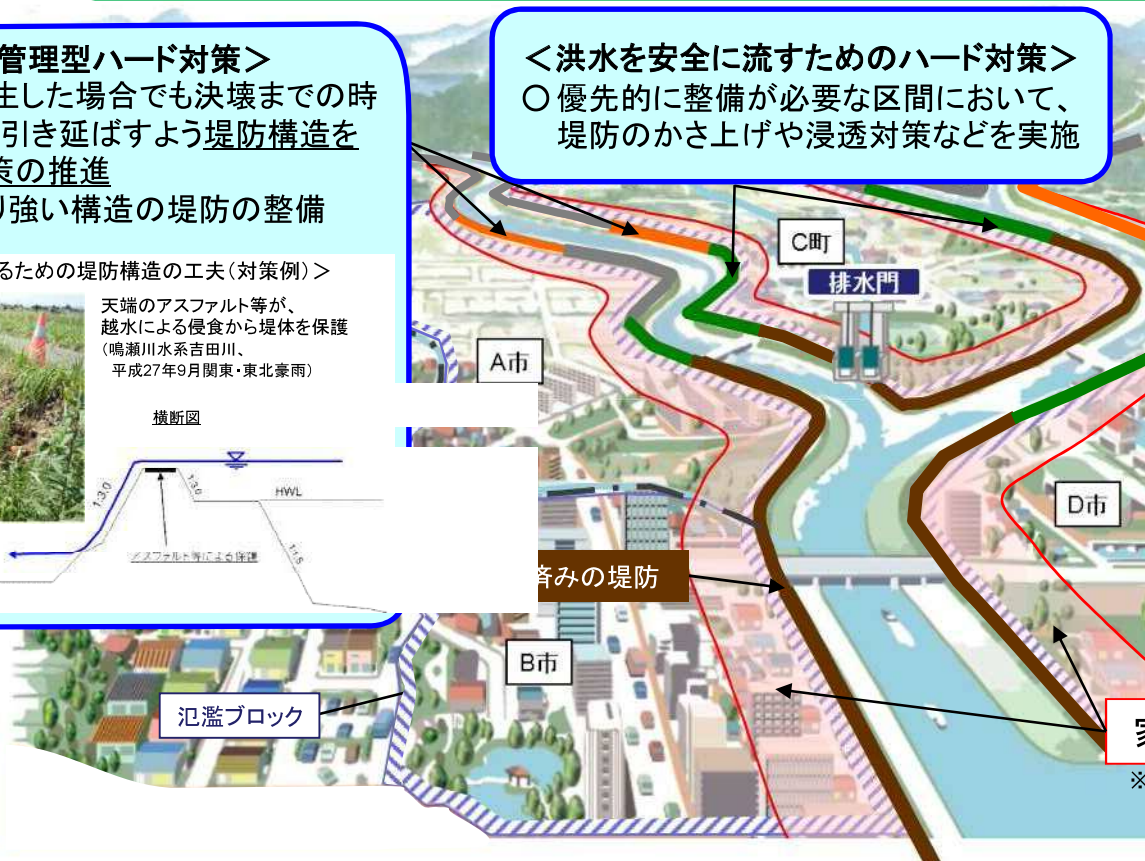 管理型ハード対策＞
生した場合でも決壊までの時
引き延ばすよう堤防構造を
策の推進
り強い構造の堤防の整備
るための堤防構造の工夫（対策例）＞
天端のアスファルト等が、
越水による侵食から堤体を保護
（鳴瀬川水系吉田川、
平成27年9月関東・東北豪雨）
横断図
1:3.0
1:3.0
HWL
1:1.5
アスファルト等による保護
＜洪水を安全に流すためのハード対策＞
○優先的に整備が必要な区間において、
堤防のかさ上げや浸透対策などを実施
C町
排水門
A市
D市
済みの堤防
B市
氾濫ブロック
家
※